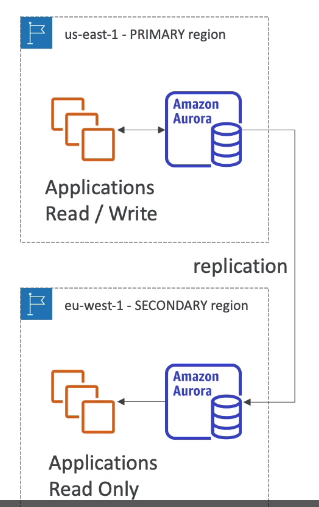 us-east-1 - PRIMARY region
Amazon
Aurora
Applications
Read / Write
replication
eu-west-1 - SECONDARY region
Amazon
Aurora
Applications
Read Only